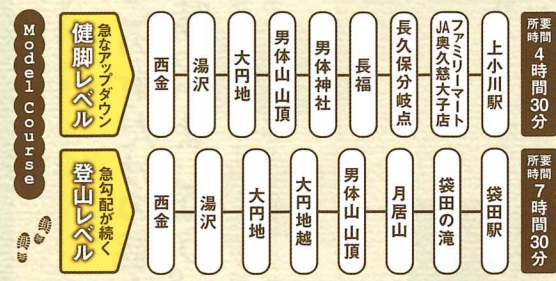 Model Course
急なアップダウン
健脚レベル
西金
湯沢
大円地
男体山 山頂
男体神社
長福
長久保分岐点
ファミリーマート
JA奥久慈大子店
上小川駅
所要時間
4時間30分
急勾配が続く
登山レベル
西金
湯沢
大円地
大円地越
男体山 山頂
月居山
袋田の滝
袋田駅
所要時間
7時間30分